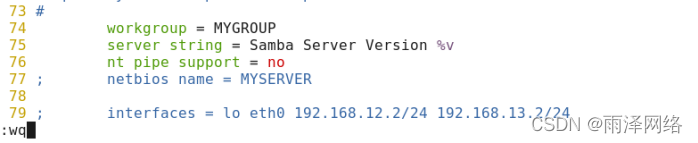 73 #
74 workgroup = MYGROUP
75 server string = Samba Server Version %v
76 nt pipe support = no
77 ; netbios name = MYSERVER
78
79 ; interfaces = lo eth0 192.168.12.2/24 192.168.13.2/24
:wq
CSDN @雨泽网络